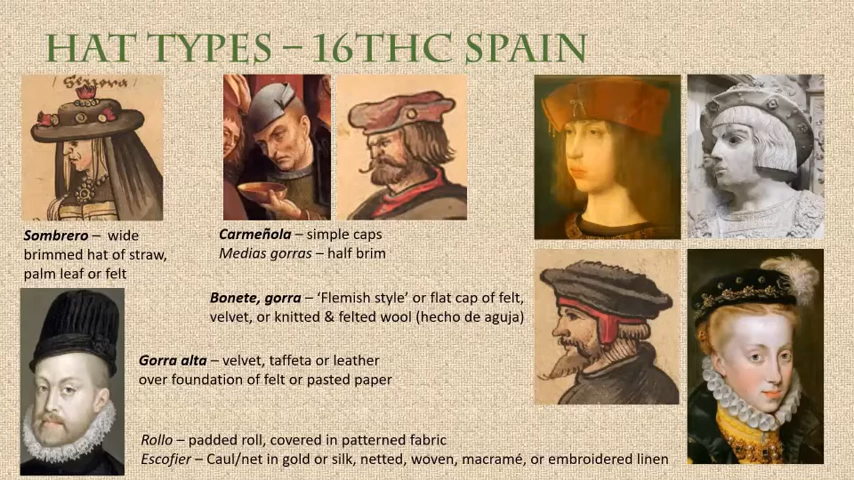 HAT TYPES – 16THC SPAIN
Sombrero – wide
brimmed hat of straw,
palm leaf or felt
Carmeñola – simple caps
Medias gorras – half brim
Bonete, gorra – ‘Flemish style’ or flat cap of felt,
velvet, or knitted & felted wool (hecho de aguja)
Gorra alta – velvet, taffeta or leather
over foundation of felt or pasted paper
Rollo – padded roll, covered in patterned fabric
Escofier – Caul/net in gold or silk, netted, woven, macramé, or embroidered linen